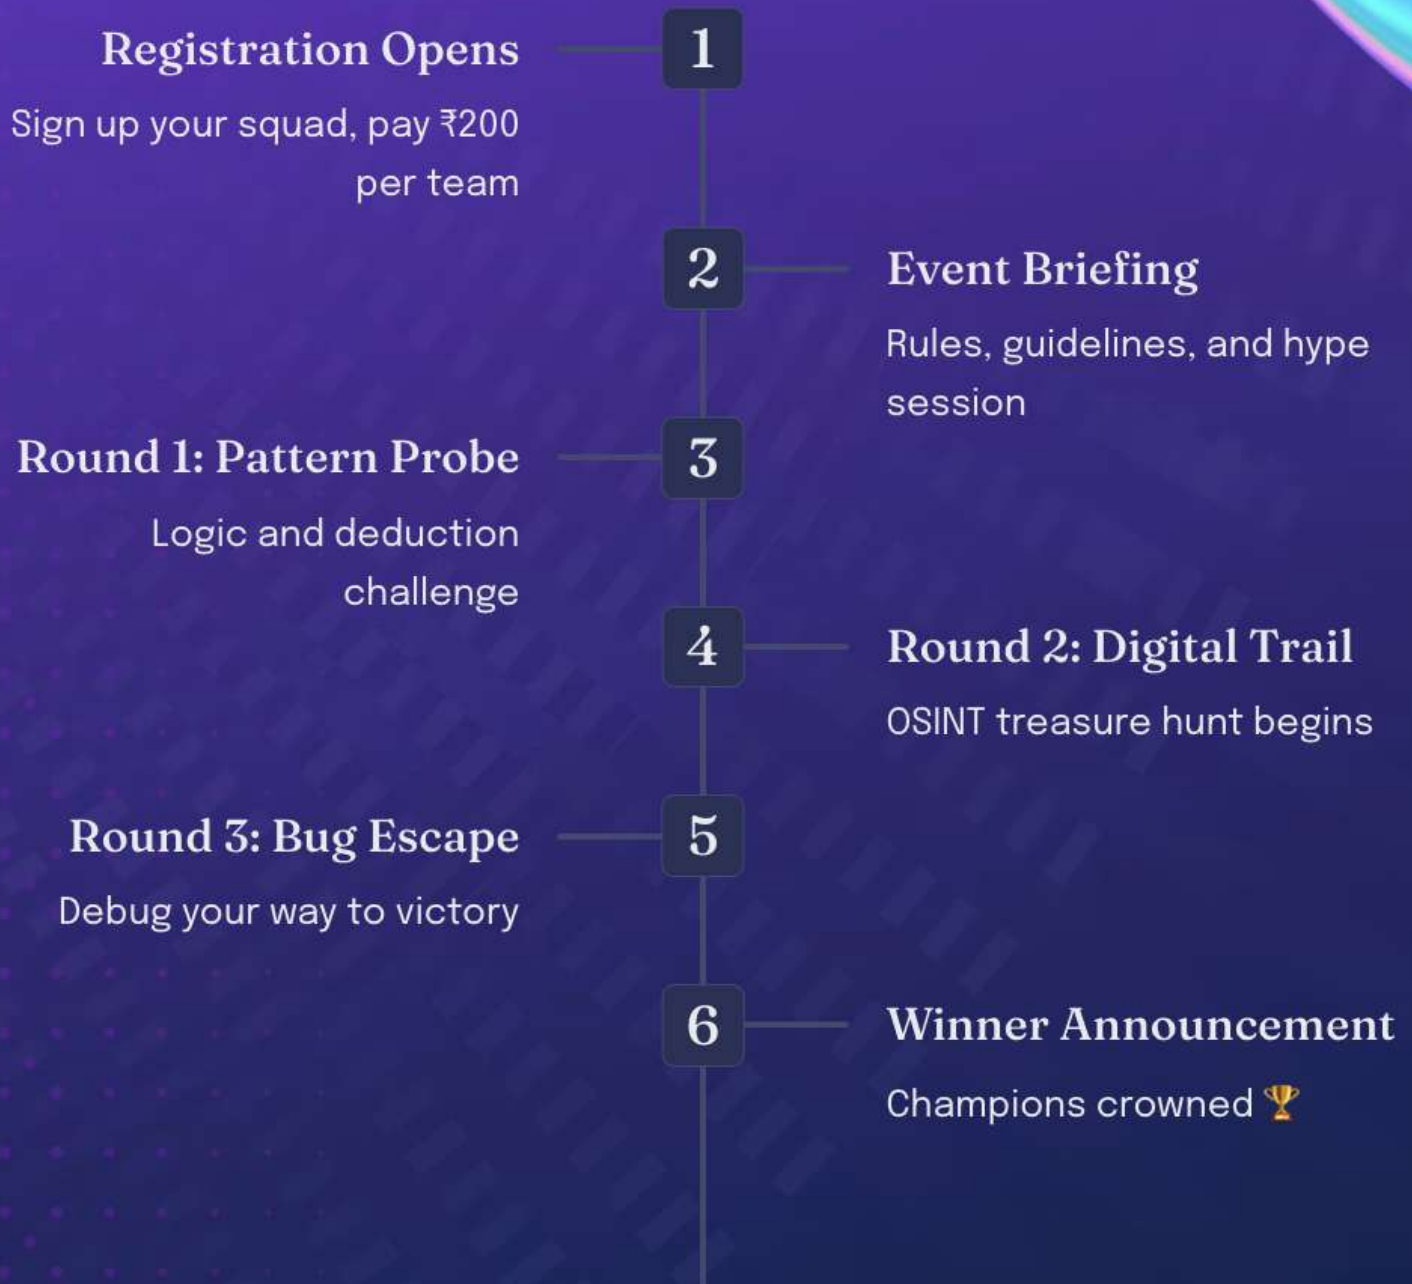 1
Registration Opens
Sign up your squad, pay ₹200
per team
2
Event Briefing
Rules, guidelines, and hype
session
3
Round 1: Pattern Probe
Logic and deduction
challenge
4
Round 2: Digital Trail
OSINT treasure hunt begins
5
Round 3: Bug Escape
Debug your way to victory
6
Winner Announcement
Champions crowned 🏆